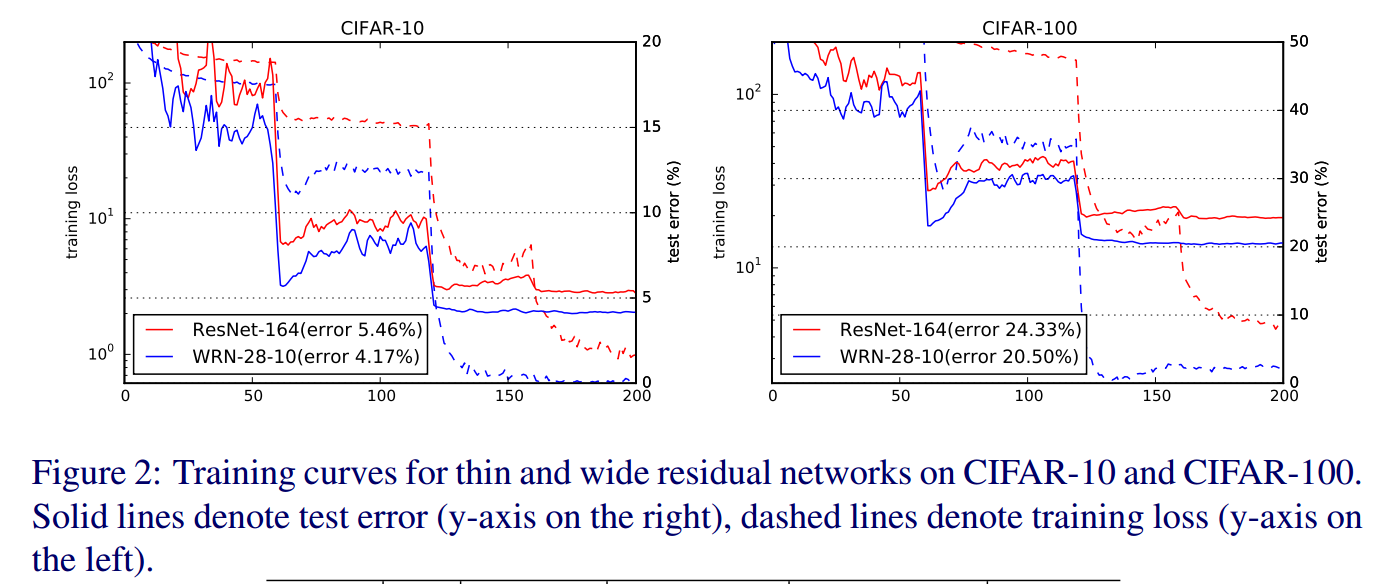 CIFAR-10
CIFAR-100
training loss
10²
10¹
10⁰
20
15
10
5
0
test error (%)
ResNet-164(error 5.46%)
WRN-28-10(error 4.17%)
0 50 100 150 200
training loss
10²
10¹
50
40
30
20
10
0
test error (%)
ResNet-164(error 24.33%)
WRN-28-10(error 20.50%)
0 50 100 150 200
Figure 2: Training curves for thin and wide residual networks on CIFAR-10 and CIFAR-100.
Solid lines denote test error (y-axis on the right), dashed lines denote training loss (y-axis on
the left).